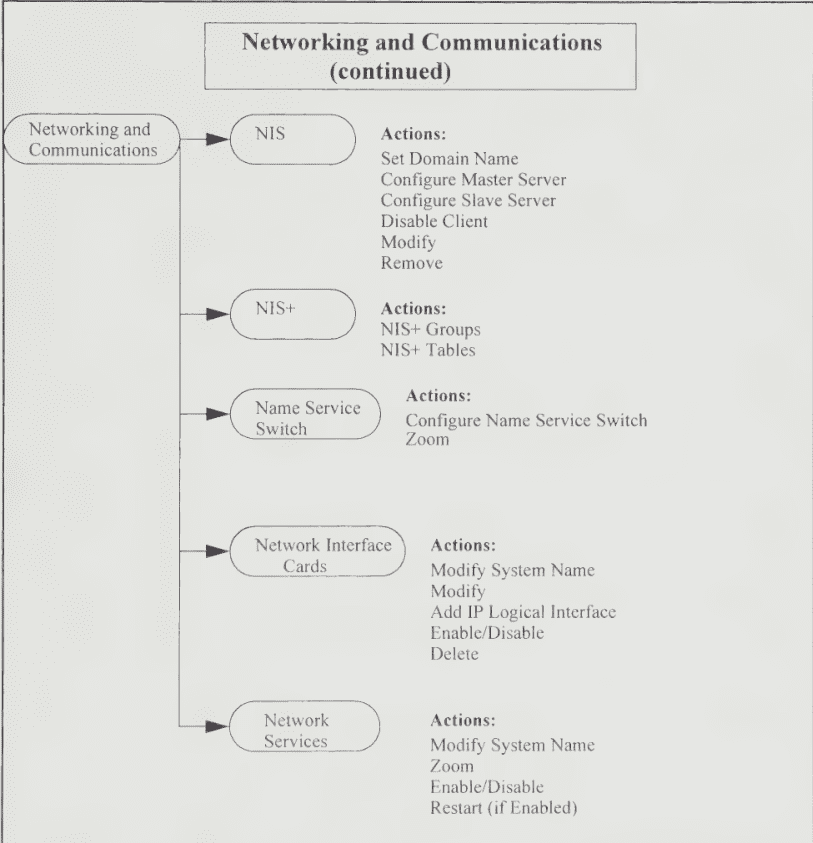 Networking and Communications
(continued)
Networking and
Communications
NIS
Actions:
Set Domain Name
Configure Master Server
Configure Slave Server
Disable Client
Modify
Remove
NIS+
Actions:
NIS+ Groups
NIS+ Tables
Name Service
Switch
Actions:
Configure Name Service Switch
Zoom
Network Interface
Cards
Actions:
Modify System Name
Modify
Add IP Logical Interface
Enable/Disable
Delete
Network
Services
Actions:
Modify System Name
Zoom
Enable/Disable
Restart (if Enabled)